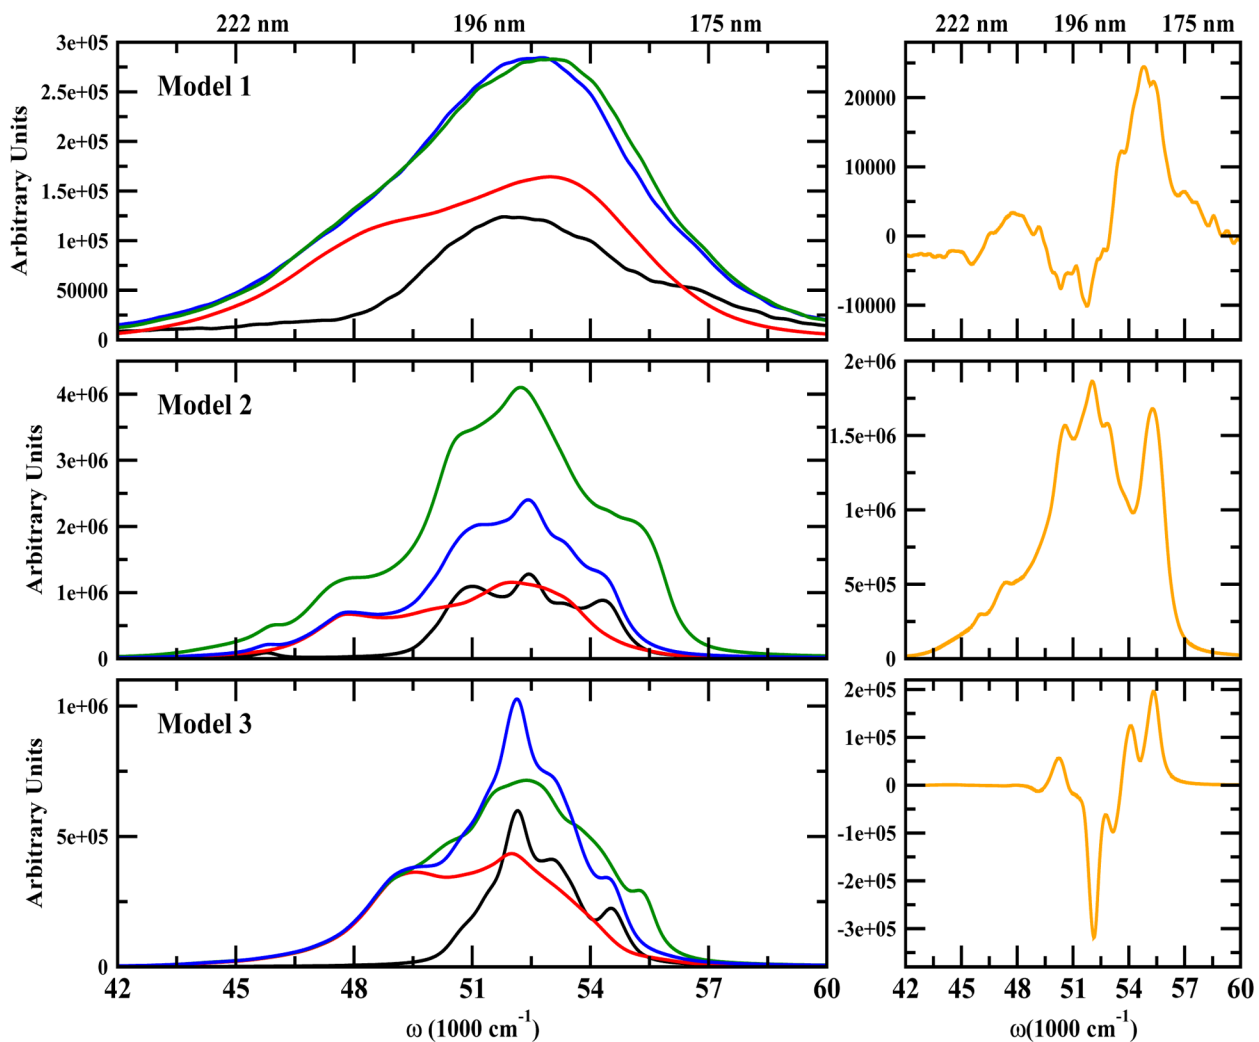 222 nm 196 nm 175 nm 222 nm 196 nm 175 nm
Model 1
Arbitrary Units
3e+05
2.5e+05
2e+05
1.5e+05
1e+05
50000
0
20000
10000
0
-10000
Model 2
Arbitrary Units
4e+06
3e+06
2e+06
1e+06
0
2e+06
1.5e+06
1e+06
5e+05
0
Model 3
Arbitrary Units
1e+06
5e+05
0
2e+05
1e+05
0
-1e+05
-2e+05
-3e+05
42 45 48 51 54 57 60 42 45 48 51 54 57 60
ω (1000 cm⁻¹) ω(1000 cm⁻¹)